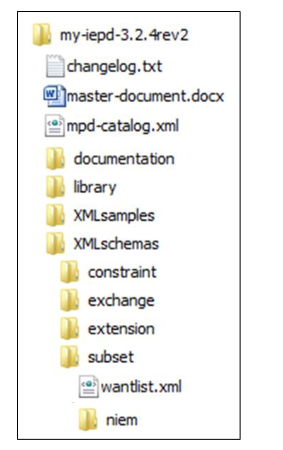 my-iepd-3.2.4rev2
changelog.txt
master-document.docx
mpd-catalog.xml
documentation
library
XMLsamples
XMLschemas
constraint
exchange
extension
subset
wantlist.xml
niem